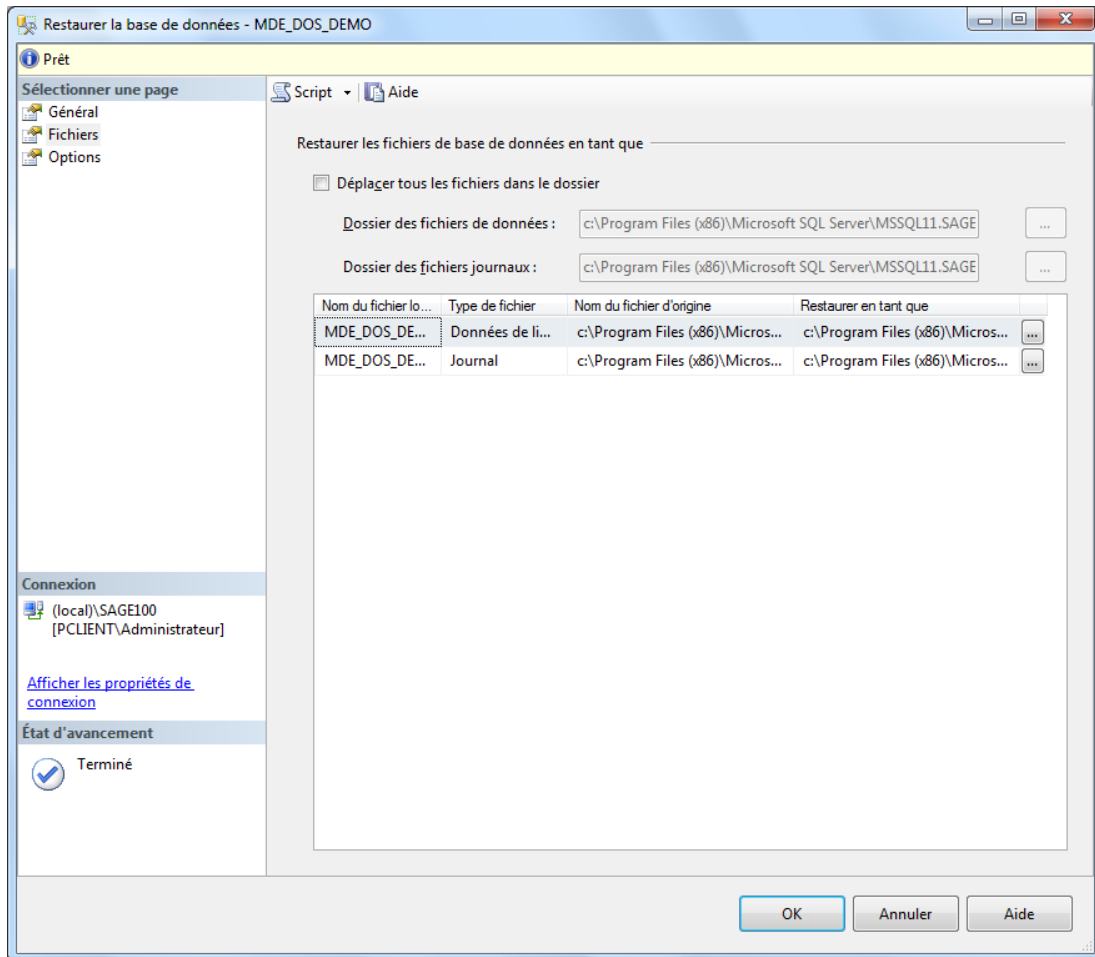 Restaurer la base de données - MDE_DOS_DEMO
Prêt
Sélectionner une page
Général
Fichiers
Options
Script Aide
Restaurer les fichiers de base de données en tant que
Déplacer tous les fichiers dans le dossier
Dossier des fichiers de données : c:\Program Files (x86)\Microsoft SQL Server\MSSQL11.SAGE ...
Dossier des fichiers journaux : c:\Program Files (x86)\Microsoft SQL Server\MSSQL11.SAGE ...
Nom du fichier lo... Type de fichier Nom du fichier d'origine Restaurer en tant que
MDE_DOS_DE... Données de li... c:\Program Files (x86)\Micros... c:\Program Files (x86)\Micros... ...
MDE_DOS_DE... Journal c:\Program Files (x86)\Micros... c:\Program Files (x86)\Micros... ...
Connexion
(local)\SAGE100
[PCLIENT\Administrateur]
Afficher les propriétés de
connexion
État d'avancement
Terminé
OK Annuler Aide